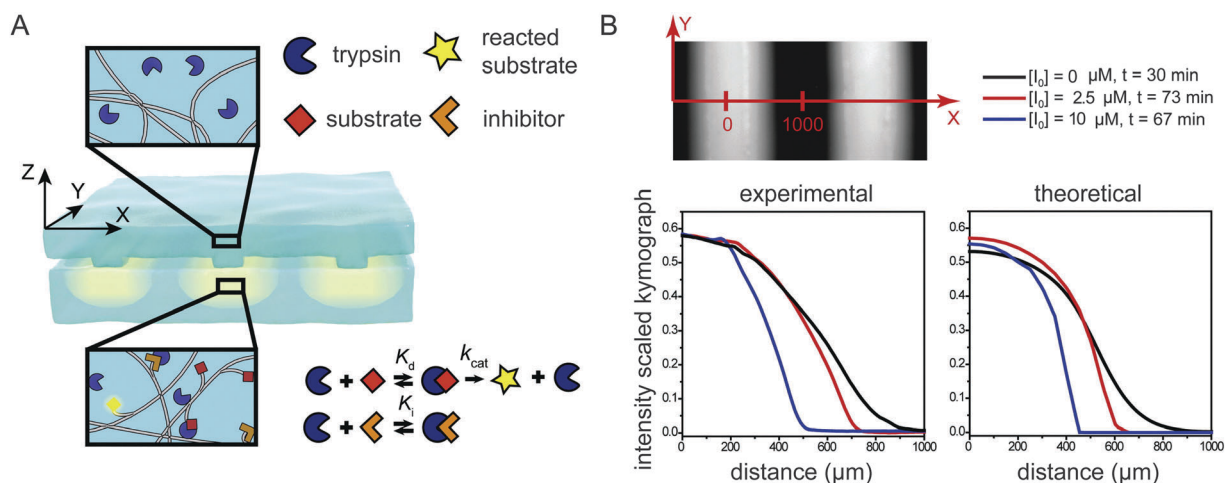 A
trypsin
reacted
substrate
substrate
inhibitor
Z
Y
X
K_d
k_cat
+
+
K_i
+
B
Y
X
0
1000
[I₀] = 0 µM, t = 30 min
[I₀] = 2.5 µM, t = 73 min
[I₀] = 10 µM, t = 67 min
experimental
theoretical
intensity scaled kymograph
0.6
0.5
0.4
0.3
0.2
0.1
0.0
0 200 400 600 800 1000
distance (µm)
0.6
0.5
0.4
0.3
0.2
0.1
0.0
0 200 400 600 800 1000
distance (µm)